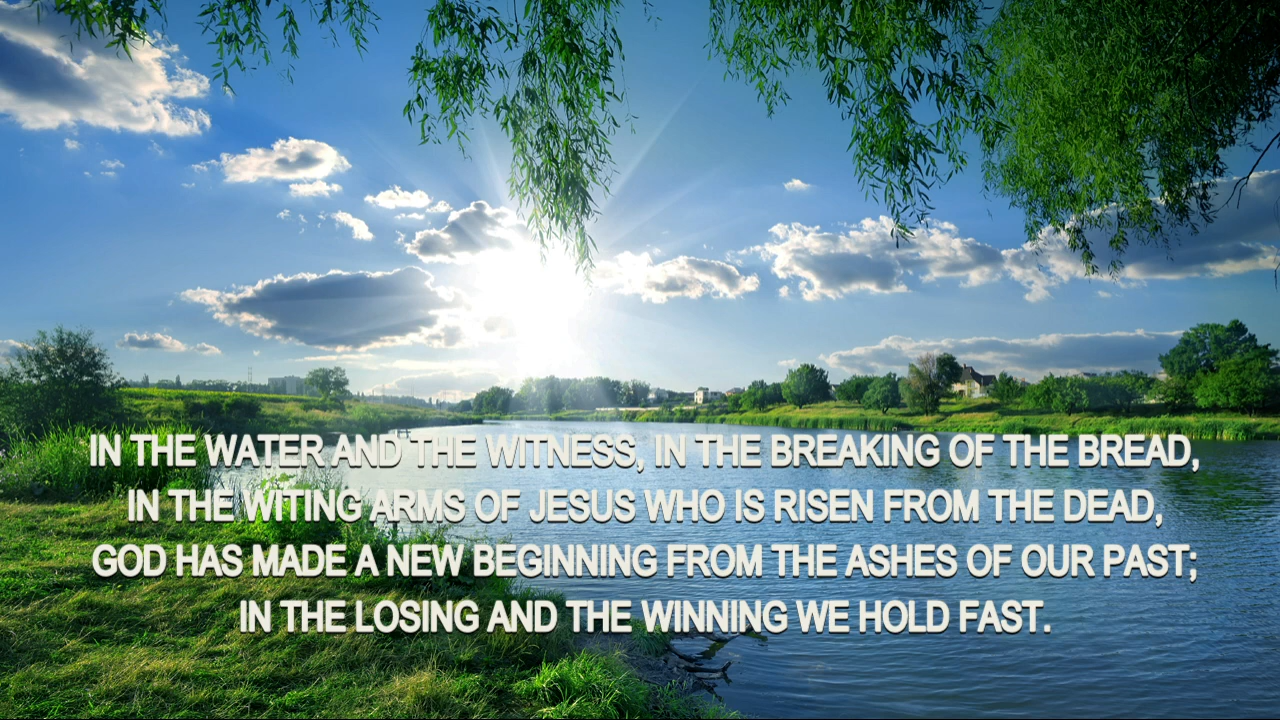 IN THE WATER AND THE WITNESS, IN THE BREAKING OF THE BREAD,
IN THE WITING ARMS OF JESUS WHO IS RISEN FROM THE DEAD,
GOD HAS MADE A NEW BEGINNING FROM THE ASHES OF OUR PAST;
IN THE LOSING AND THE WINNING WE HOLD FAST.